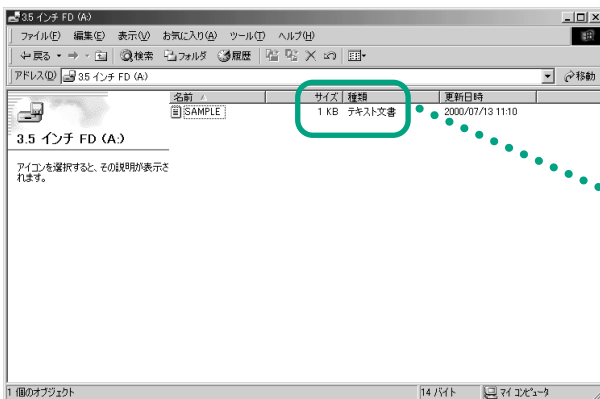 3.5 インチ FD (A:)
ファイル(F) 編集(E) 表示(V) お気に入り(A) ツール(T) ヘルプ(H)
戻る 検索 フォルダ 履歴
アドレス(D) 3.5 インチ FD (A:) 移動
名前 サイズ 種類 更新日時
SAMPLE 1 KB テキスト文書 2000/07/13 11:10
3.5 インチ FD (A:)
アイコンを選択すると、その説明が表示さ
れます。
1 個のオブジェクト 14 バイト マイ コンピュータ